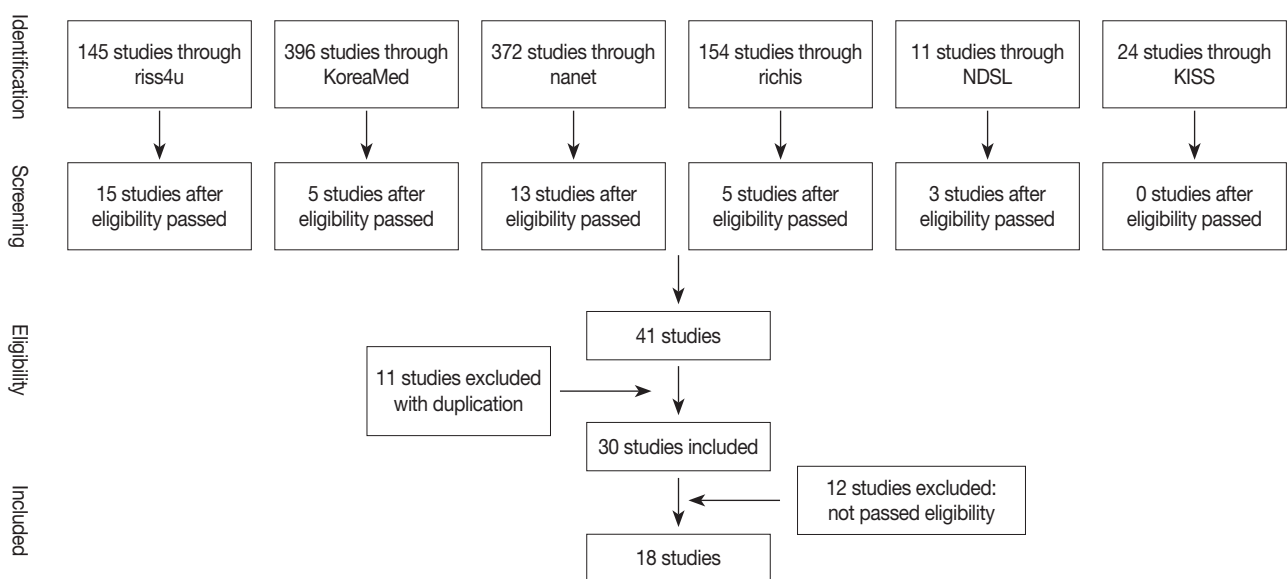 Identification
145 studies through
riss4u
396 studies through
KoreaMed
372 studies through
nanet
154 studies through
richis
11 studies through
NDSL
24 studies through
KISS
Screening
15 studies after
eligibility passed
5 studies after
eligibility passed
13 studies after
eligibility passed
5 studies after
eligibility passed
3 studies after
eligibility passed
0 studies after
eligibility passed
Eligibility
41 studies
11 studies excluded
with duplication
30 studies included
Included
12 studies excluded:
not passed eligibility
18 studies